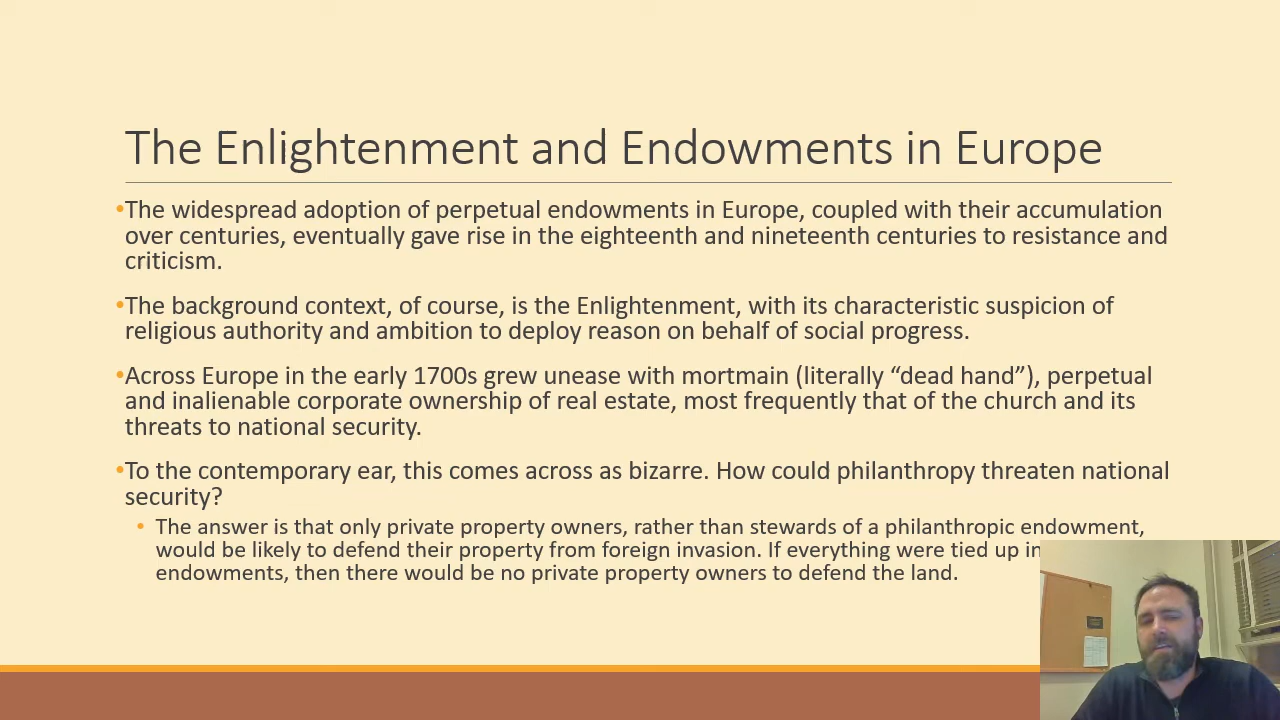 The Enlightenment and Endowments in Europe
•The widespread adoption of perpetual endowments in Europe, coupled with their accumulation
over centuries, eventually gave rise in the eighteenth and nineteenth centuries to resistance and
criticism.
•The background context, of course, is the Enlightenment, with its characteristic suspicion of
religious authority and ambition to deploy reason on behalf of social progress.
•Across Europe in the early 1700s grew unease with mortmain (literally “dead hand”), perpetual
and inalienable corporate ownership of real estate, most frequently that of the church and its
threats to national security.
•To the contemporary ear, this comes across as bizarre. How could philanthropy threaten national
security?
• The answer is that only private property owners, rather than stewards of a philanthropic endowment,
would be likely to defend their property from foreign invasion. If everything were tied up in
endowments, then there would be no private property owners to defend the land.